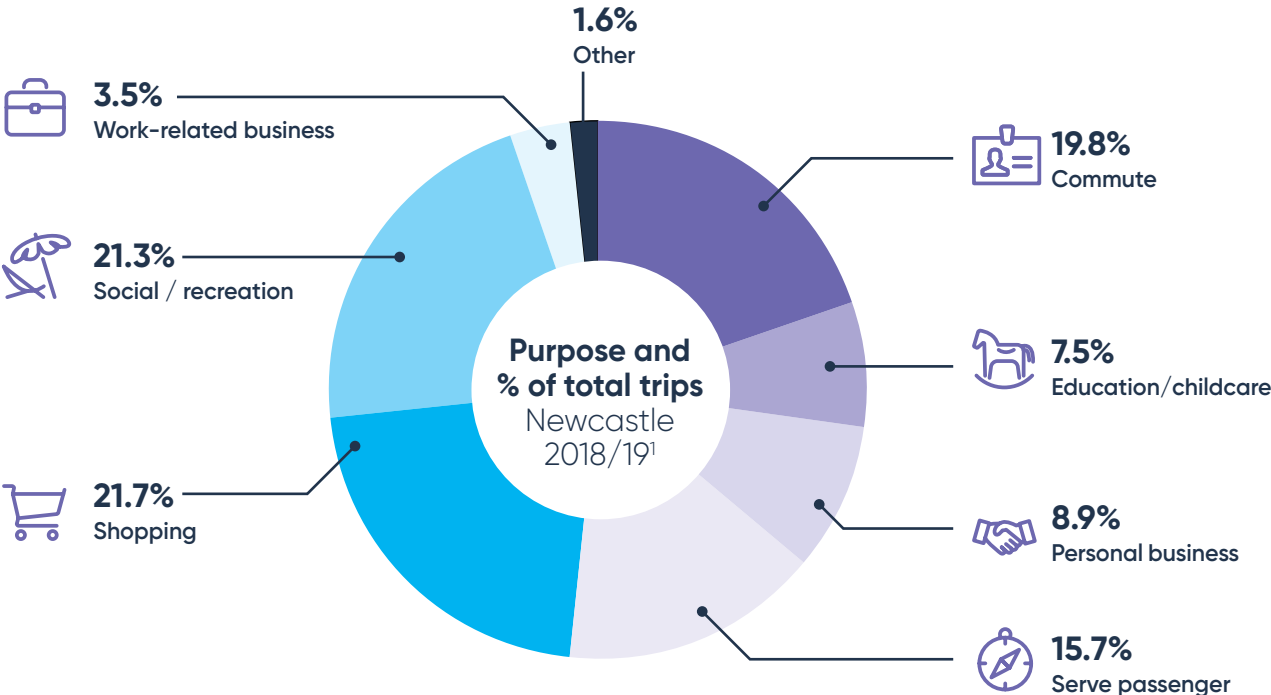 1.6%
Other
3.5%
Work-related business
19.8%
Commute
21.3%
Social / recreation
Purpose and
% of total trips
Newcastle
2018/19¹
7.5%
Education/childcare
21.7%
Shopping
8.9%
Personal business
15.7%
Serve passenger